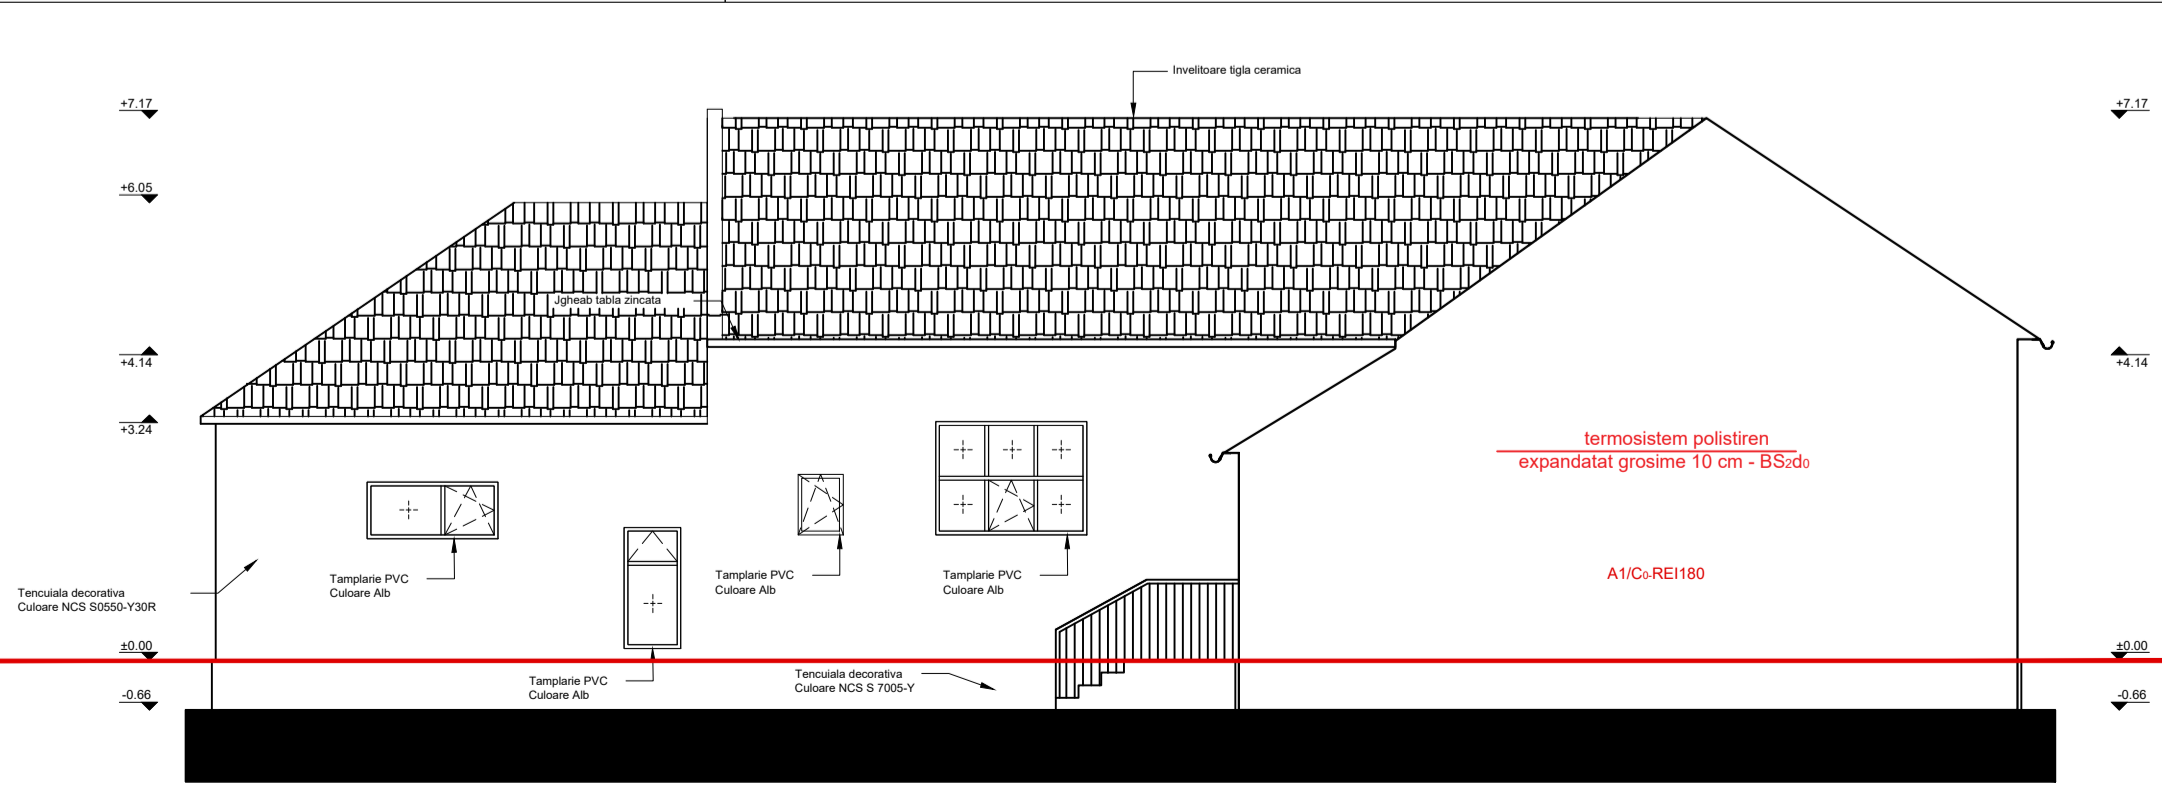 Invelitoare tigla ceramica
+7.17
+7.17
+6.05
Jgheab tabla zincata
+4.14
+4.14
+3.24
termosistem polistiren
expandatat grosime 10 cm - BS2d0
A1/C0-REI180
Tamplarie PVC
Culoare Alb
Tamplarie PVC
Culoare Alb
Tamplarie PVC
Culoare Alb
Tencuiala decorativa
Culoare NCS S0550-Y30R
±0.00
±0.00
Tamplarie PVC
Culoare Alb
Tencuiala decorativa
Culoare NCS S 7005-Y
-0.66
-0.66